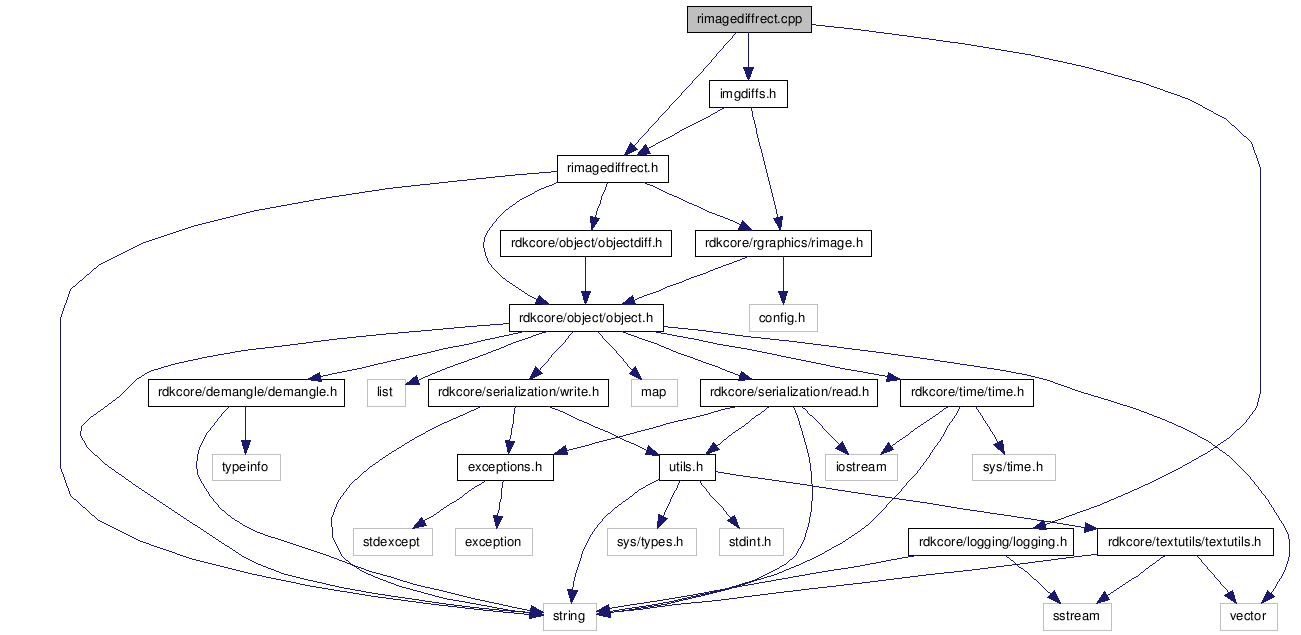 rimagediffrect.cpp
imgdiffs.h
rimagediffrect.h
rdkcore/object/objectdiff.h
rdkcore/rgraphics/rimage.h
rdkcore/object/object.h
config.h
rdkcore/demangle/demangle.h
list
rdkcore/serialization/write.h
map
rdkcore/serialization/read.h
rdkcore/time/time.h
typeinfo
exceptions.h
utils.h
iostream
sys/time.h
stdexcept
exception
sys/types.h
stdint.h
rdkcore/logging/logging.h
rdkcore/textutils/textutils.h
string
sstream
vector